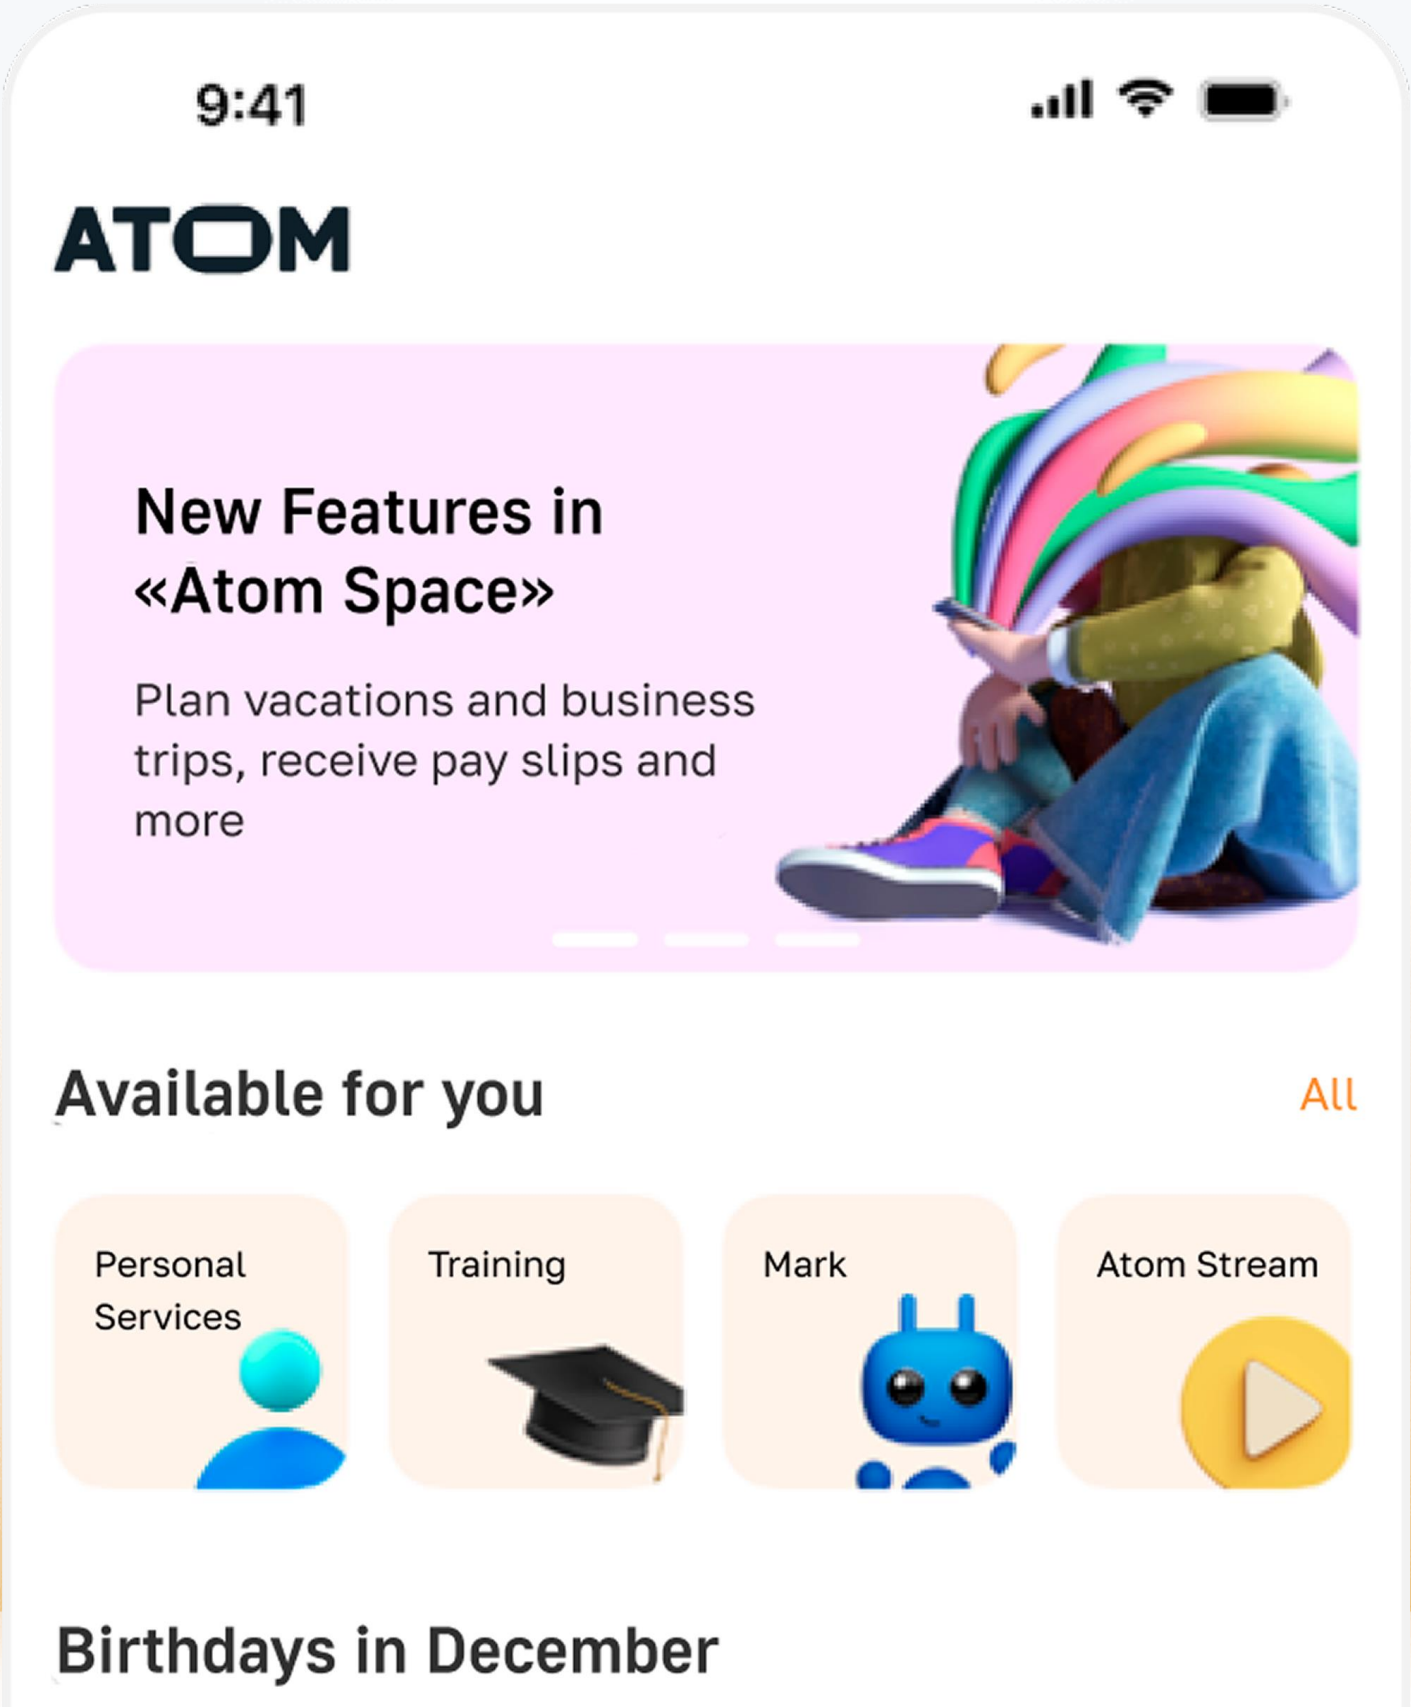 9:41
ATOM
New Features in
«Atom Space»
Plan vacations and business
trips, receive pay slips and
more
Available for you
All
Personal
Services
Training
Mark
Atom Stream
Birthdays in December